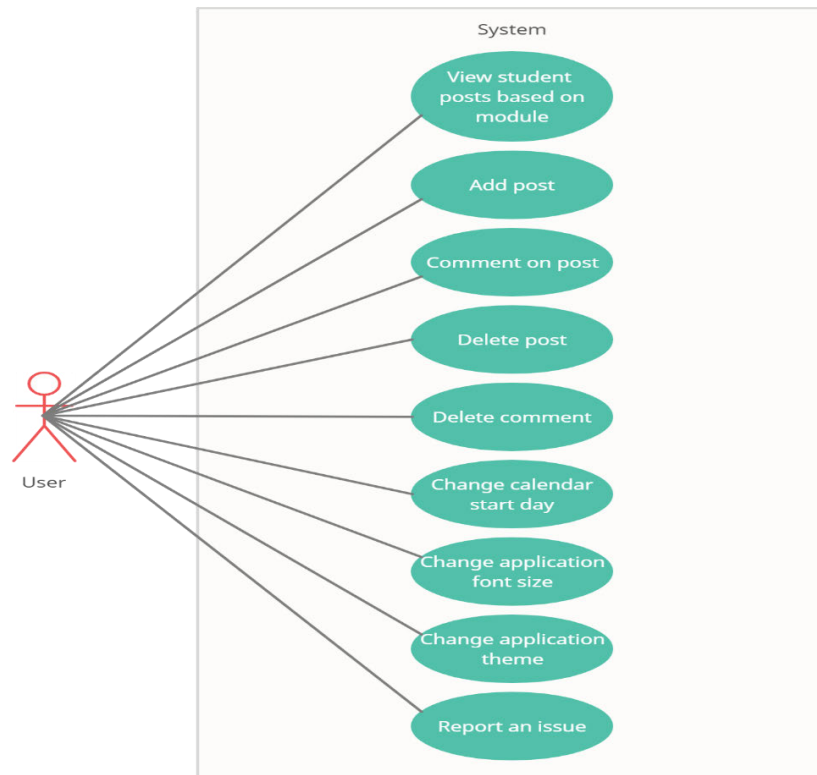 System
View student
posts based on
module
Add post
Comment on post
Delete post
Delete comment
User
Change calendar
start day
Change application
font size
Change application
theme
Report an issue